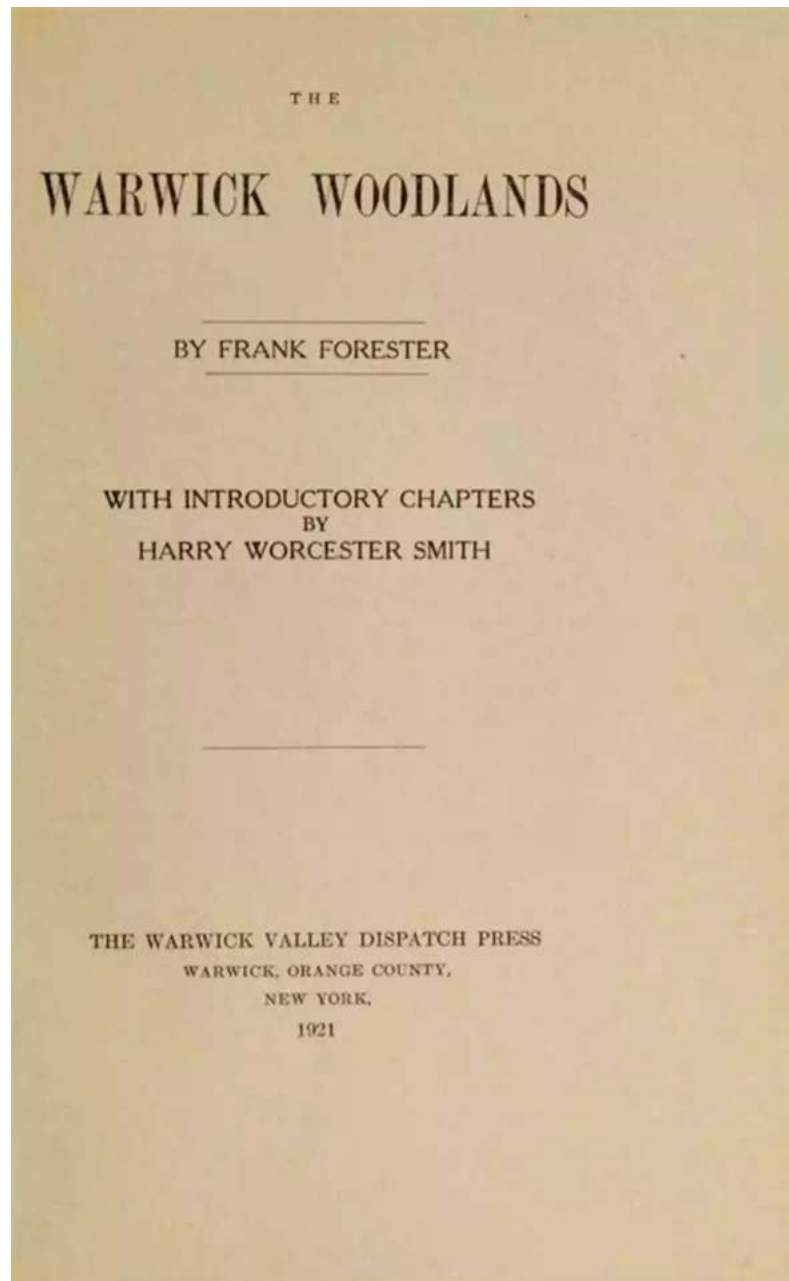 THE
WARWICK WOODLANDS
BY FRANK FORESTER
WITH INTRODUCTORY CHAPTERS
BY
HARRY WORCESTER SMITH
THE WARWICK VALLEY DISPATCH PRESS
WARWICK, ORANGE COUNTY,
NEW YORK,
1921